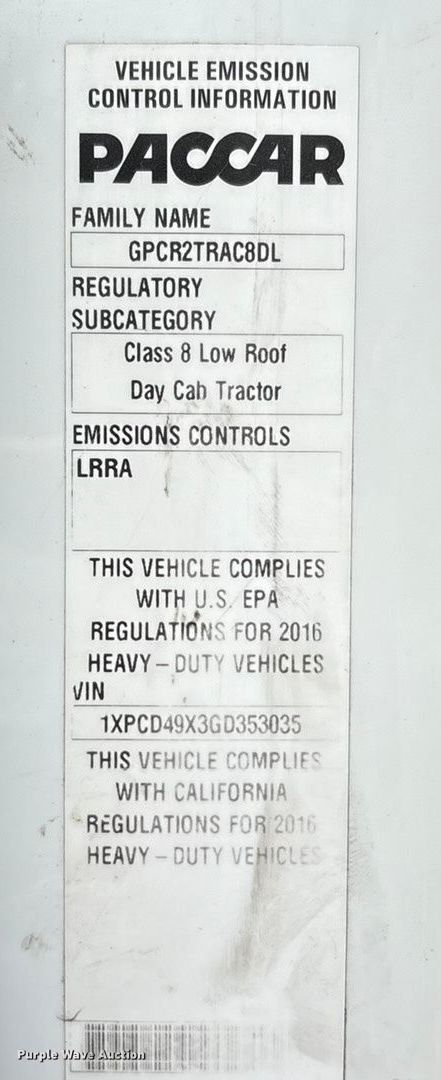 VEHICLE EMISSION
CONTROL INFORMATION
PACCAR
FAMILY NAME
GPCR2TRAC8DL
REGULATORY
SUBCATEGORY
Class 8 Low Roof
Day Cab Tractor
EMISSIONS CONTROLS
LRRA
THIS VEHICLE COMPLIES
WITH U.S. EPA
REGULATIONS FOR 2016
HEAVY-DUTY VEHICLES
VIN
1XPCD49X3GD353035
THIS VEHICLE COMPLIES
WITH CALIFORNIA
REGULATIONS FOR 2016
HEAVY-DUTY VEHICLES
Purple Wave Auction